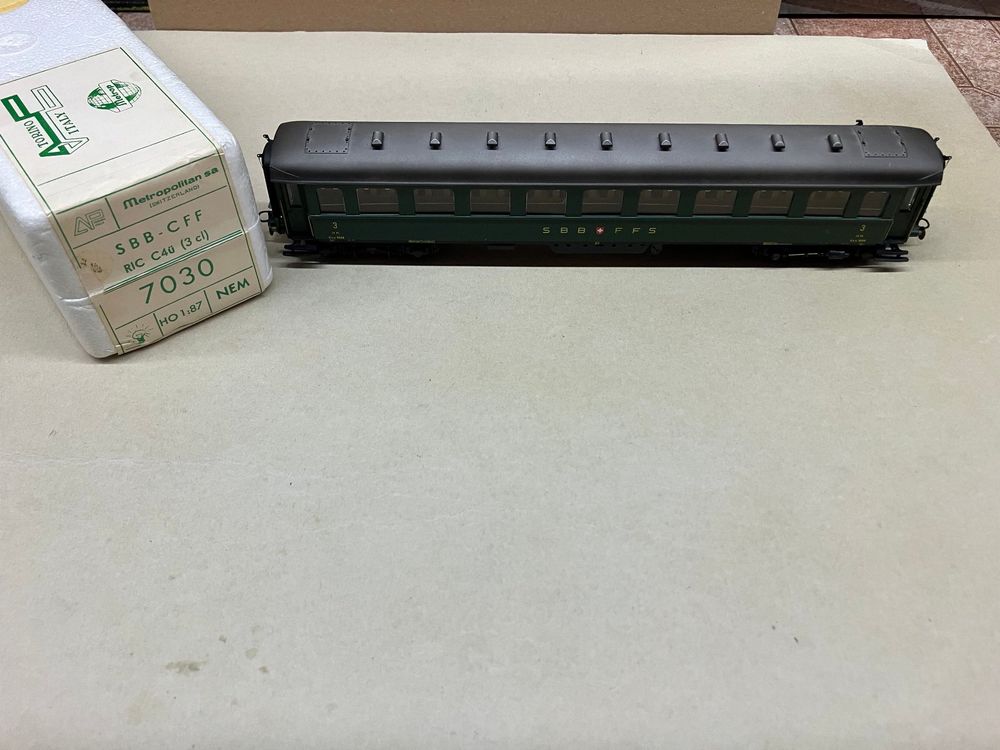 TORINO
ITALY
Metrop
Metropolitan sa
(SWITZERLAND)
SBB-CFF
RIC C4ü (3 cl)
7030
HO 1:87
NEM
3
SBB FFS
3